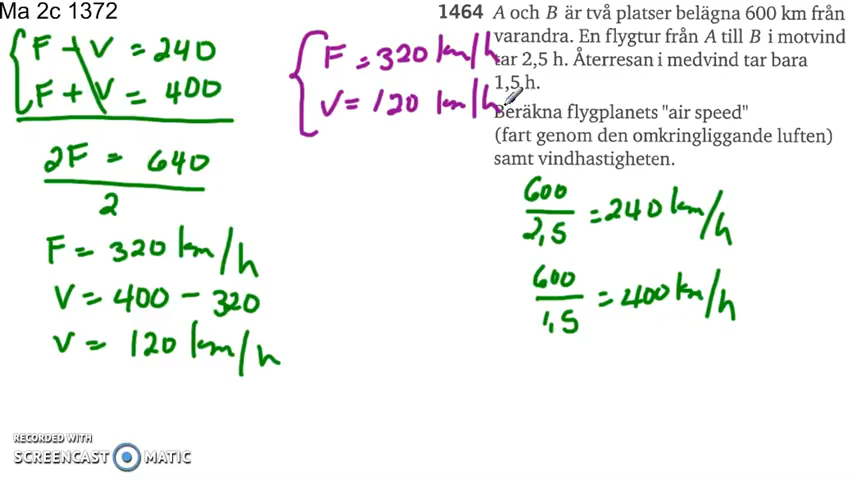 Ma 2c 1372
F + V = 240
F + V = 400
2F = 640
2
F = 320 km/h
V = 400 - 320
V = 120 km/h
F = 320 km/h
V = 120 km/h
1464 A och B är två platser belägna 600 km från
varandra. En flygtur från A till B i motvind
tar 2,5 h. Återresan i medvind tar bara
1,5 h.
Beräkna flygplanets "air speed"
(fart genom den omkringliggande luften)
samt vindhastigheten.
600
2,5 = 240 km/h
600
1,5 = 400 km/h
RECORDED WITH
SCREENCAST MATIC